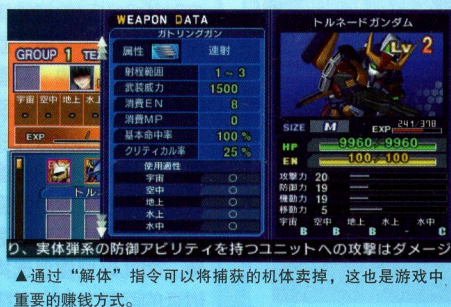 WEAPON DATA
ガトリングガン
属性 連射
射程範囲 1～3
武装威力 1500
消費EN 8
消費MP 0
基本命中率 100%
クリティカル率 25%
使用適性
宇宙 ○
空中 ○
地上 ○
水上 ○
水中 ○
GROUP 1
宇宙 空中 地上
EXP
トル
トルネードガンダム
Lv 2
SIZE M EXP 241/378
HP 9960/9960
EN 100/100
攻撃力 20
防御力 19
機動力 19
移動力 5
宇宙 空中 地上 水上 水中
B B B - C
り、実体弾系の防御アビリティを持つユニットへの攻撃はダメージ
▲通过“解体”指令可以将捕获的机体卖掉，这也是游戏中
重要的赚钱方式。